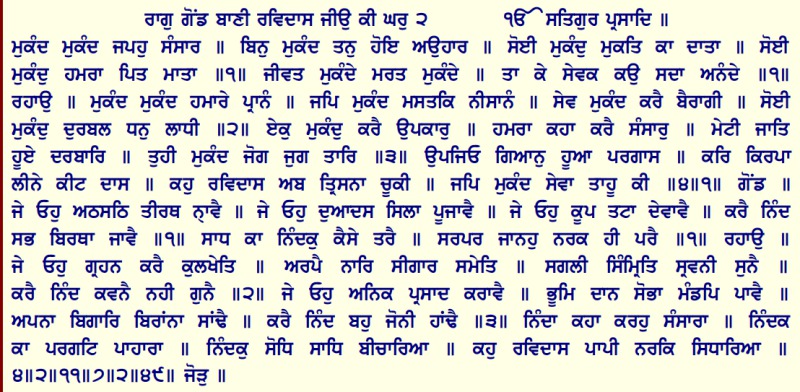 ਰਾਗੁ ਗੋਂਡ ਬਾਣੀ ਰਵਿਦਾਸ ਜੀਉ ਕੀ ਘਰੁ ੨ ੴ ਸਤਿਗੁਰ ਪ੍ਰਸਾਦਿ ॥
ਮੁਕੰਦ ਮੁਕੰਦ ਜਪਹੁ ਸੰਸਾਰ ॥ ਬਿਨੁ ਮੁਕੰਦ ਤਨੁ ਹੋਇ ਅਉਹਾਰ ॥ ਸੋਈ ਮੁਕੰਦੁ ਮੁਕਤਿ ਕਾ ਦਾਤਾ ॥ ਸੋਈ
ਮੁਕੰਦੁ ਹਮਰਾ ਪਿਤ ਮਾਤਾ ॥੧॥ ਜੀਵਤ ਮੁਕੰਦੇ ਮਰਤ ਮੁਕੰਦੇ ॥ ਤਾ ਕੇ ਸੇਵਕ ਕਉ ਸਦਾ ਅਨੰਦੇ ॥੧॥
ਰਹਾਉ ॥ ਮੁਕੰਦ ਮੁਕੰਦ ਹਮਾਰੇ ਪ੍ਰਾਨੰ ॥ ਜਪਿ ਮੁਕੰਦ ਮਸਤਕਿ ਨੀਸਾਨੰ ॥ ਸੇਵ ਮੁਕੰਦ ਕਰੈ ਬੈਰਾਗੀ ॥ ਸੋਈ
ਮੁਕੰਦੁ ਦੁਰਬਲ ਧਨੁ ਲਾਧੀ ॥੨॥ ਏਕੁ ਮੁਕੰਦੁ ਕਰੈ ਉਪਕਾਰੁ ॥ ਹਮਰਾ ਕਹਾ ਕਰੈ ਸੰਸਾਰੁ ॥ ਮੇਟੀ ਜਾਤਿ
ਹੂਏ ਦਰਬਾਰਿ ॥ ਤੁਹੀ ਮੁਕੰਦ ਜੋਗ ਜੁਗ ਤਾਰਿ ॥੩॥ ਉਪਜਿਓ ਗਿਆਨੁ ਹੂਆ ਪਰਗਾਸ ॥ ਕਰਿ ਕਿਰਪਾ
ਲੀਨੇ ਕੀਟ ਦਾਸ ॥ ਕਹੁ ਰਵਿਦਾਸ ਅਬ ਤ੍ਰਿਸਨਾ ਚੂਕੀ ॥ ਜਪਿ ਮੁਕੰਦ ਸੇਵਾ ਤਾਹੂ ਕੀ ॥੪॥੧॥ ਗੋਂਡ ॥
ਜੇ ਓਹੁ ਅਠਸਠਿ ਤੀਰਥ ਨ੍ਹਾਵੈ ॥ ਜੇ ਓਹੁ ਦੁਆਦਸ ਸਿਲਾ ਪੂਜਾਵੈ ॥ ਜੇ ਓਹੁ ਕੂਪ ਤਟਾ ਦੇਵਾਵੈ ॥ ਕਰੈ ਨਿੰਦ
ਸਭ ਬਿਰਥਾ ਜਾਵੈ ॥੧॥ ਸਾਧ ਕਾ ਨਿੰਦਕੁ ਕੈਸੇ ਤਰੈ ॥ ਸਰਪਰ ਜਾਨਹੁ ਨਰਕ ਹੀ ਪਰੈ ॥੧॥ ਰਹਾਉ ॥
ਜੇ ਓਹੁ ਗ੍ਰਹਨ ਕਰੈ ਕੁਲਖੇਤਿ ॥ ਅਰਪੈ ਨਾਰਿ ਸੀਗਾਰ ਸਮੇਤਿ ॥ ਸਗਲੀ ਸਿੰਮ੍ਰਿਤਿ ਸ੍ਰਵਨੀ ਸੁਨੈ ॥
ਕਰੈ ਨਿੰਦ ਕਵਨੈ ਨਹੀ ਗੁਨੈ ॥੨॥ ਜੇ ਓਹੁ ਅਨਿਕ ਪ੍ਰਸਾਦ ਕਰਾਵੈ ॥ ਭੂਮਿ ਦਾਨ ਸੋਭਾ ਮੰਡਪਿ ਪਾਵੈ ॥
ਅਪਨਾ ਬਿਗਾਰਿ ਬਿਰਾਂਨਾ ਸਾਂਢੈ ॥ ਕਰੈ ਨਿੰਦ ਬਹੁ ਜੋਨੀ ਹਾਂਢੈ ॥੩॥ ਨਿੰਦਾ ਕਹਾ ਕਰਹੁ ਸੰਸਾਰਾ ॥ ਨਿੰਦਕ
ਕਾ ਪਰਗਟਿ ਪਾਹਾਰਾ ॥ ਨਿੰਦਕੁ ਸੋਧਿ ਸਾਧਿ ਬੀਚਾਰਿਆ ॥ ਕਹੁ ਰਵਿਦਾਸ ਪਾਪੀ ਨਰਕਿ ਸਿਧਾਰਿਆ ॥
੪॥੨॥੧੧॥੭॥੨॥੪੯॥ ਜੋੜੁ ॥